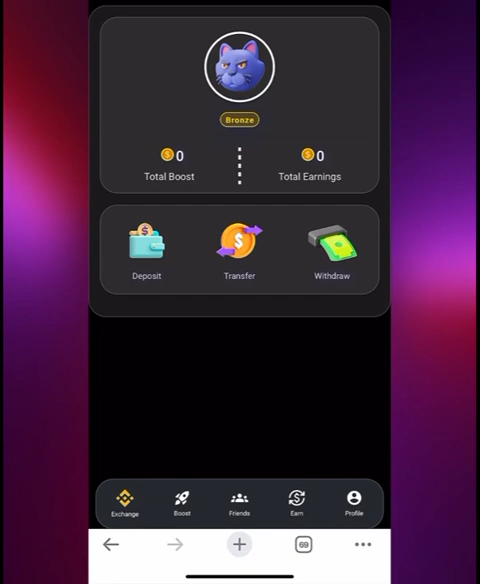 Bronze
0
0
Total Boost
Total Earnings
Deposit
Transfer
Withdraw
Exchange
Boost
Friends
Earn
Profile
69